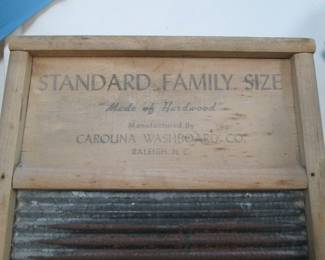 STANDARD FAMILY SIZE
"Made of Hardwood"
Manufactured By
CAROLINA WASHBOARD CO.
RALEIGH, N. C.